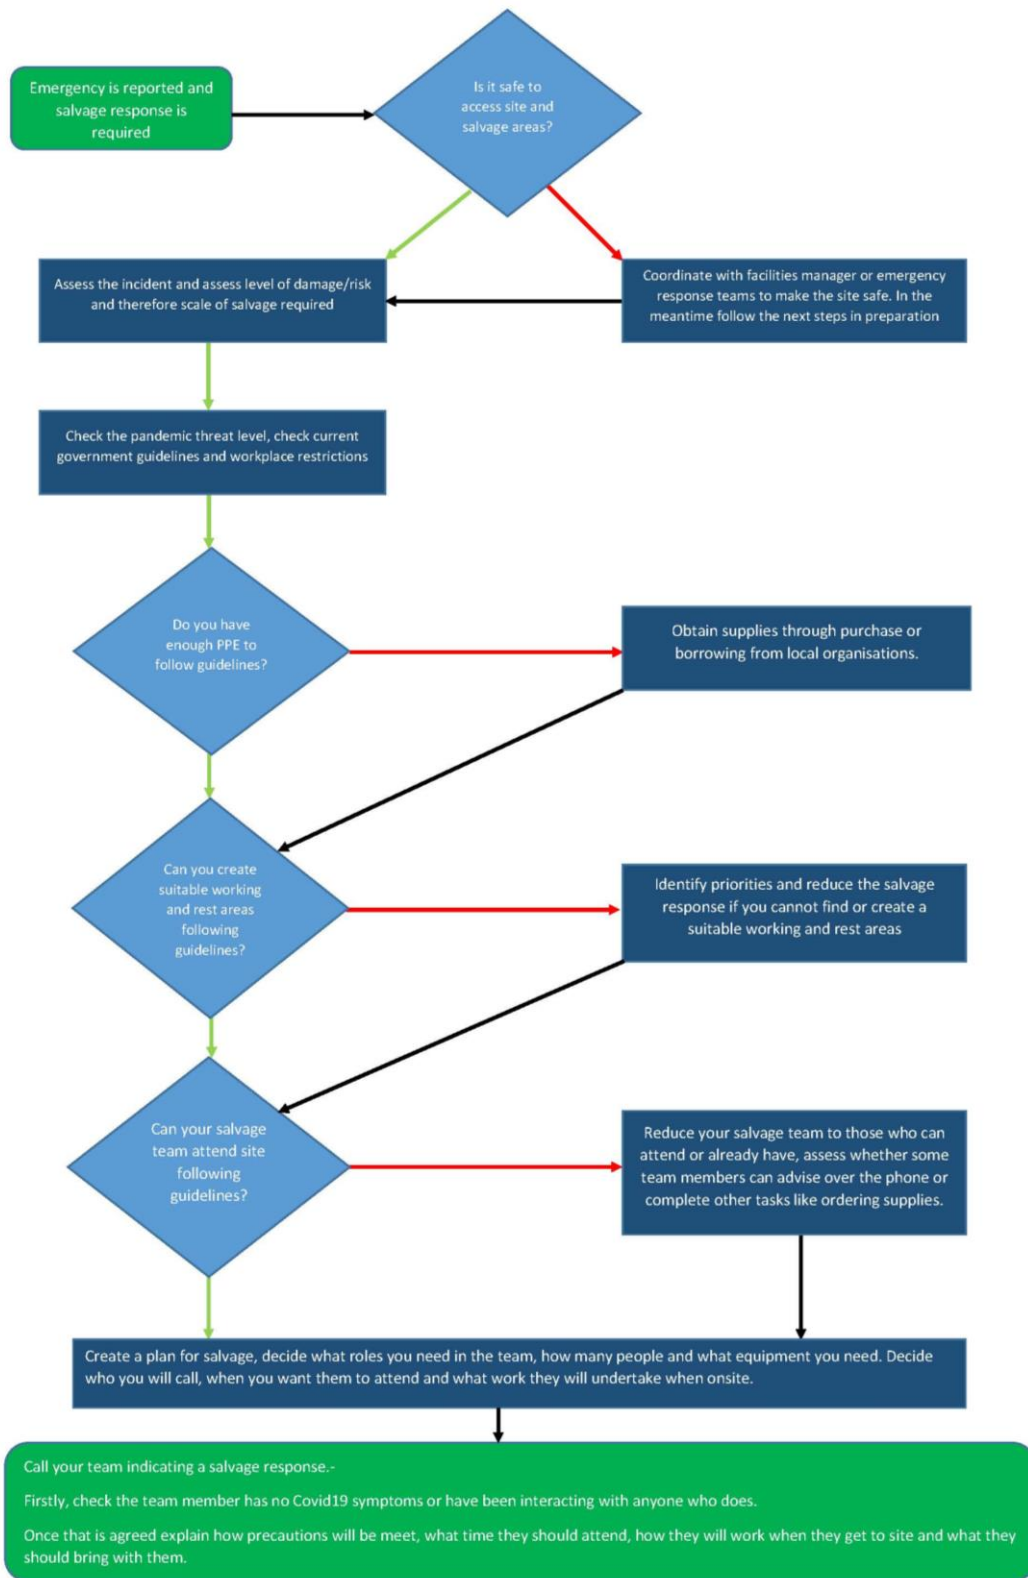 Emergency is reported and
salvage response is
required
Is it safe to
access site and
salvage areas?
Assess the incident and assess level of damage/risk
and therefore scale of salvage required
Coordinate with facilities manager or emergency
response teams to make the site safe. In the
meantime follow the next steps in preparation
Check the pandemic threat level, check current
government guidelines and workplace restrictions
Do you have
enough PPE to
follow guidelines?
Obtain supplies through purchase or
borrowing from local organisations.
Can you create
suitable working
and rest areas
following
guidelines?
Identify priorities and reduce the salvage
response if you cannot find or create a
suitable working and rest areas
Can your salvage
team attend site
following
guidelines?
Reduce your salvage team to those who can
attend or already have, assess whether some
team members can advise over the phone or
complete other tasks like ordering supplies.
Create a plan for salvage, decide what roles you need in the team, how many people and what equipment you need. Decide
who you will call, when you want them to attend and what work they will undertake when onsite.
Call your team indicating a salvage response.-
Firstly, check the team member has no Covid19 symptoms or have been interacting with anyone who does.
Once that is agreed explain how precautions will be meet, what time they should attend, how they will work when they get to site and what they
should bring with them.